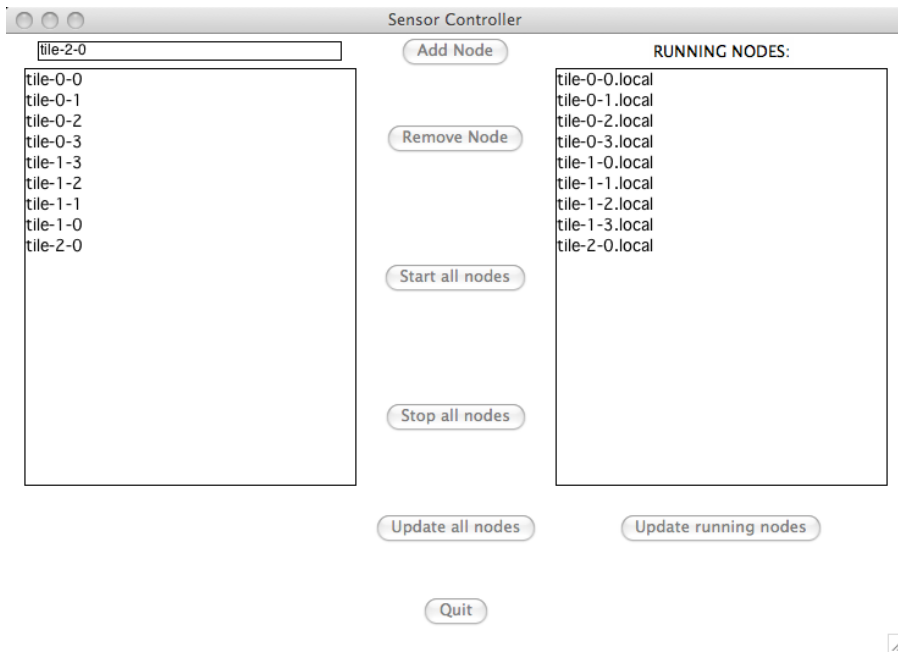 Sensor Controller
tile-2-0
Add Node
RUNNING NODES:
tile-0-0
tile-0-1
tile-0-2
tile-0-3
tile-1-3
tile-1-2
tile-1-1
tile-1-0
tile-2-0
Remove Node
Start all nodes
Stop all nodes
tile-0-0.local
tile-0-1.local
tile-0-2.local
tile-0-3.local
tile-1-0.local
tile-1-1.local
tile-1-2.local
tile-1-3.local
tile-2-0.local
Update all nodes
Update running nodes
Quit